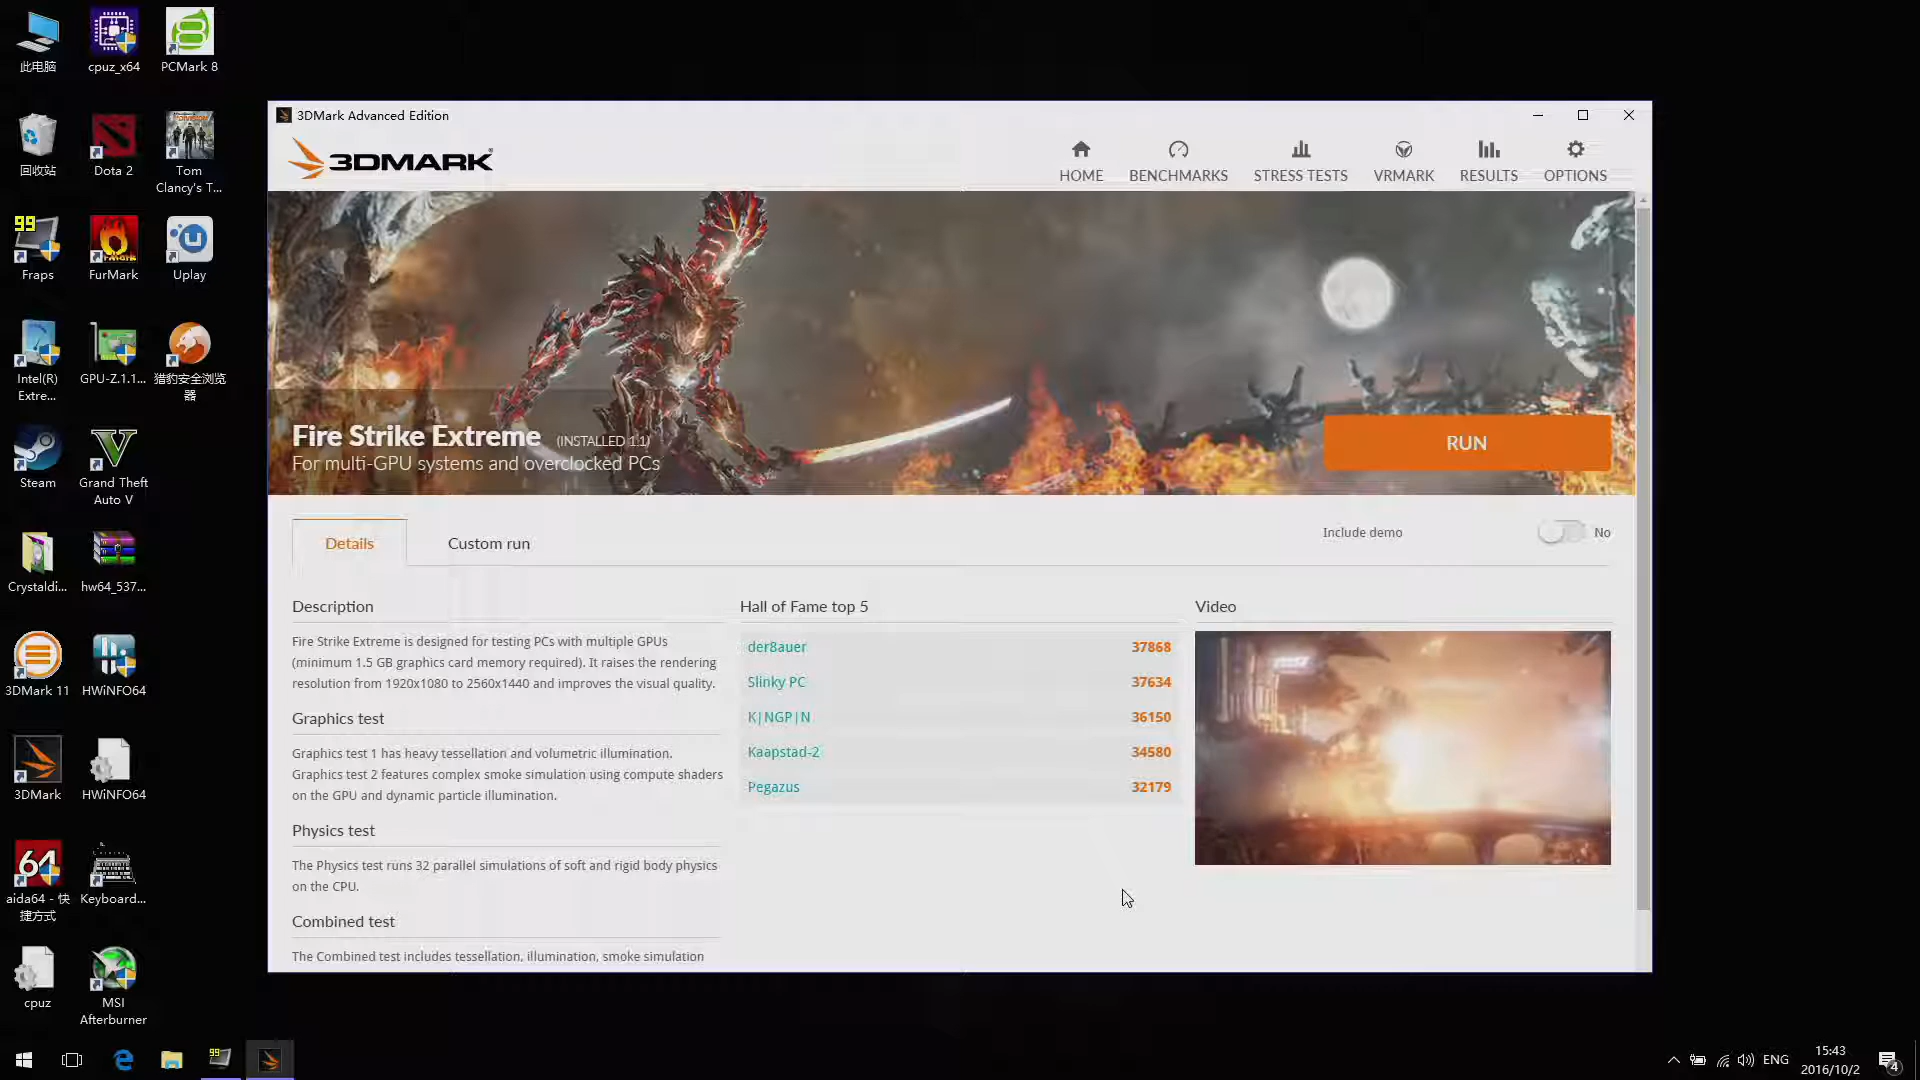 此电脑
cpuz_x64
PCMark 8
回收站
Dota 2
Tom
Clancy's T...
99
Fraps
FurMark
Uplay
Intel(R)
Extre...
GPU-Z.1.1...
猎豹安全浏览
器
Steam
Grand Theft
Auto V
Crystaldi...
hw64_537...
3DMark 11
HWiNFO64
3DMark
HWiNFO64
64
aida64 - 快
捷方式
Keyboard...
cpuz
MSI
Afterburner
3DMark Advanced Edition
3DMARK
HOME
BENCHMARKS
STRESS TESTS
VRMARK
RESULTS
OPTIONS
Fire Strike Extreme (INSTALLED 1.1)
For multi-GPU systems and overclocked PCs
RUN
Details
Custom run
Include demo
No
Description
Fire Strike Extreme is designed for testing PCs with multiple GPUs
(minimum 1.5 GB graphics card memory required). It raises the rendering
resolution from 1920x1080 to 2560x1440 and improves the visual quality.
Graphics test
Graphics test 1 has heavy tessellation and volumetric illumination.
Graphics test 2 features complex smoke simulation using compute shaders
on the GPU and dynamic particle illumination.
Physics test
The Physics test runs 32 parallel simulations of soft and rigid body physics
on the CPU.
Combined test
The Combined test includes tessellation, illumination, smoke simulation
Hall of Fame top 5
der8auer 37868
Slinky PC 37634
K|NGP|N 36150
Kaapstad-2 34580
Pegazus 32179
Video
99
ENG
15:43
2016/10/2
4